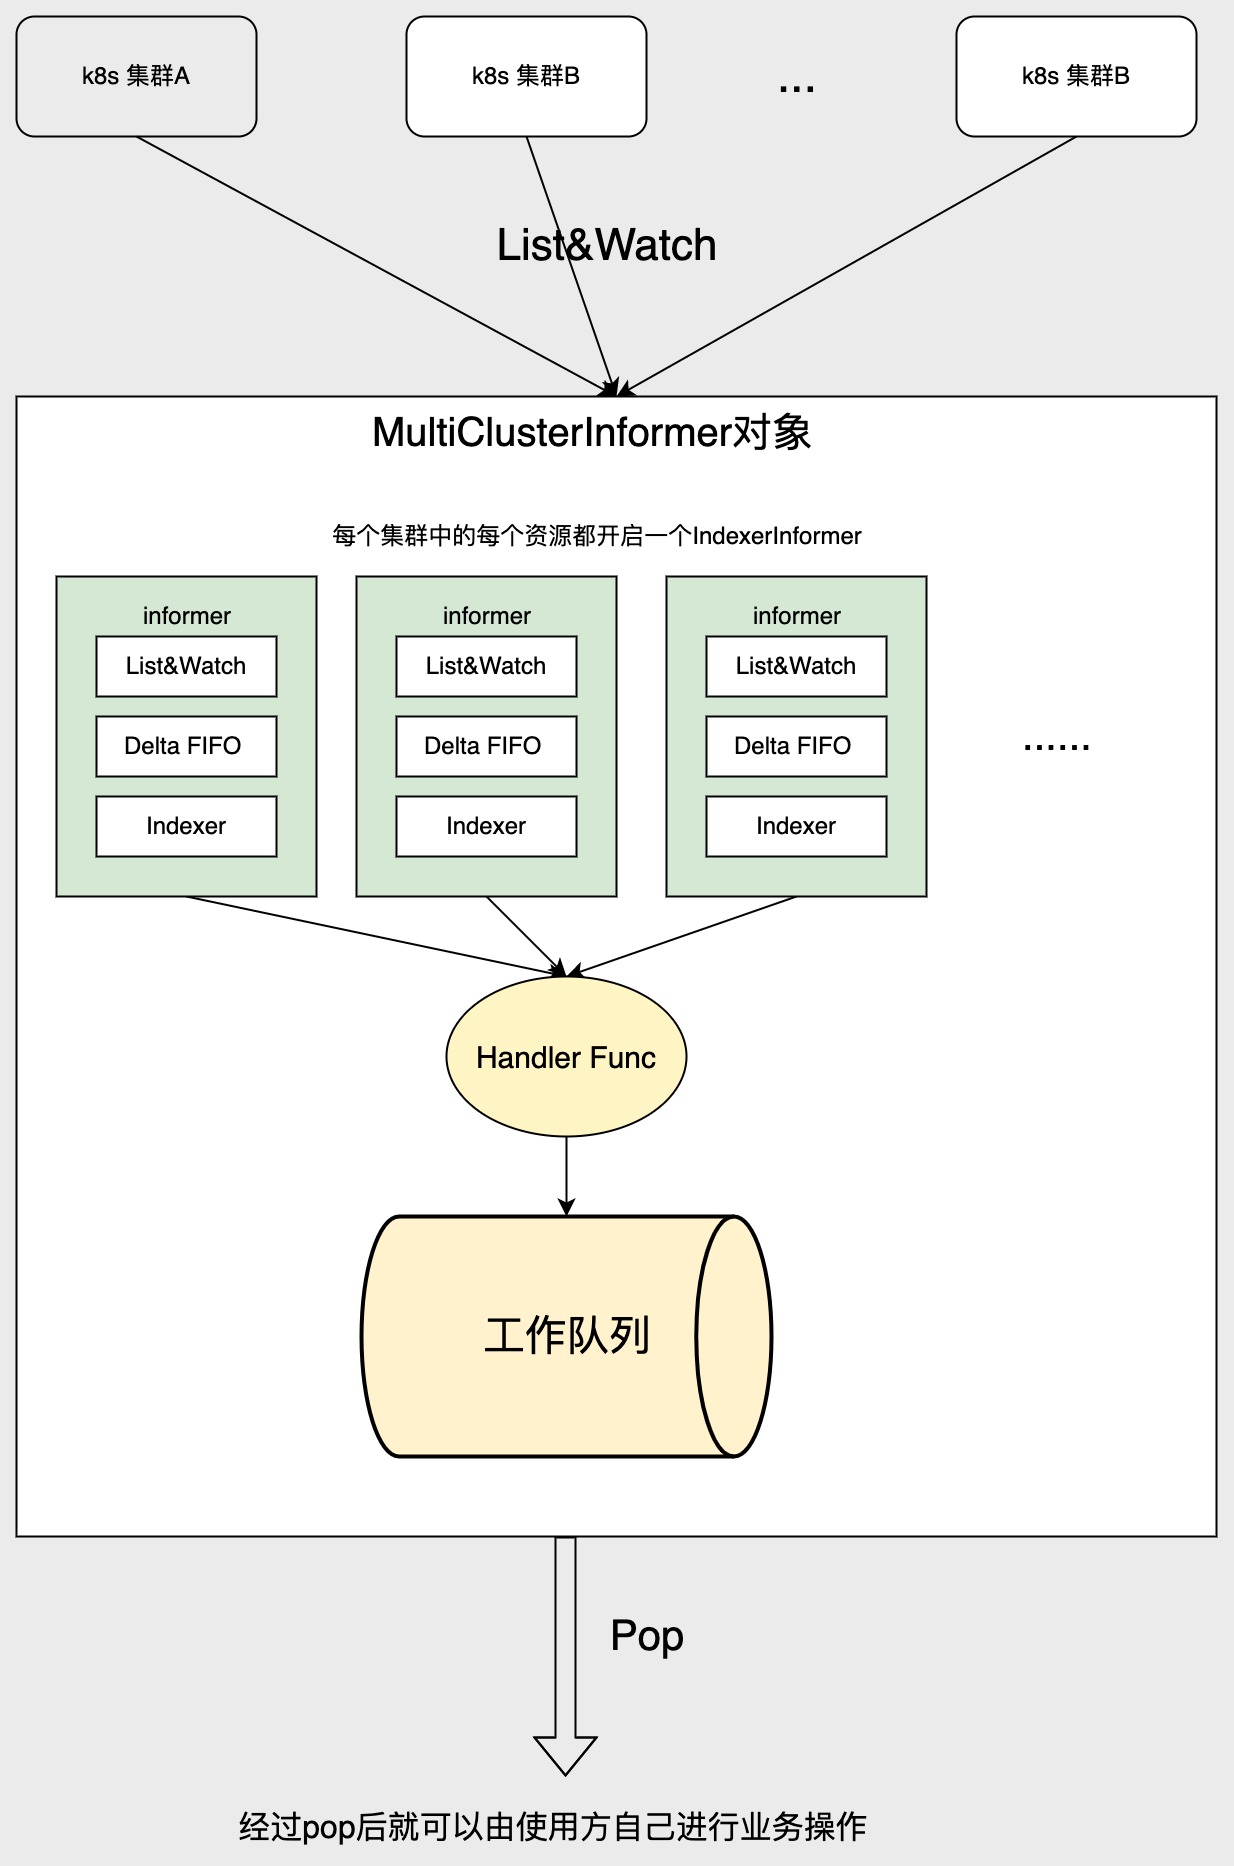 k8s 集群A
k8s 集群B
...
k8s 集群B
List&Watch
MultiClusterInformer对象
每个集群中的每个资源都开启一个IndexerInformer
informer
List&Watch
Delta FIFO
Indexer
informer
List&Watch
Delta FIFO
Indexer
informer
List&Watch
Delta FIFO
Indexer
......
Handler Func
工作队列
Pop
经过pop后就可以由使用方自己进行业务操作